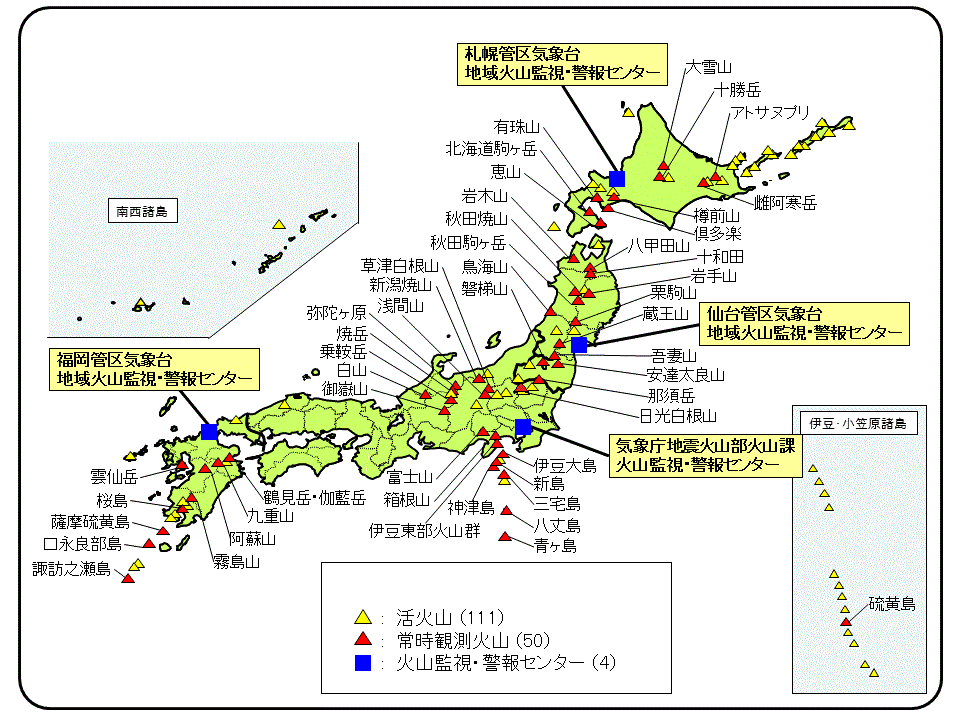 札幌管区気象台
地域火山監視・警報センター
大雪山
十勝岳
アトサヌプリ
有珠山
北海道駒ヶ岳
恵山
岩木山
秋田焼山
秋田駒ヶ岳
鳥海山
磐梯山
草津白根山
新潟焼山
浅間山
弥陀ヶ原
焼岳
乗鞍岳
白山
御嶽山
雌阿寒岳
樽前山
倶多楽
八甲田山
十和田
岩手山
栗駒山
蔵王山
仙台管区気象台
地域火山監視・警報センター
吾妻山
安達太良山
那須岳
日光白根山
気象庁地震火山部火山課
火山監視・警報センター
南西諸島
福岡管区気象台
地域火山監視・警報センター
雲仙岳
桜島
薩摩硫黄島
口永良部島
諏訪之瀬島
鶴見岳・伽藍岳
九重山
阿蘇山
霧島山
富士山
箱根山
伊豆東部火山群
神津島
伊豆大島
新島
三宅島
八丈島
青ヶ島
伊豆・小笠原諸島
硫黄島
: 活火山 (111)
: 常時観測火山 (50)
: 火山監視・警報センター (4)